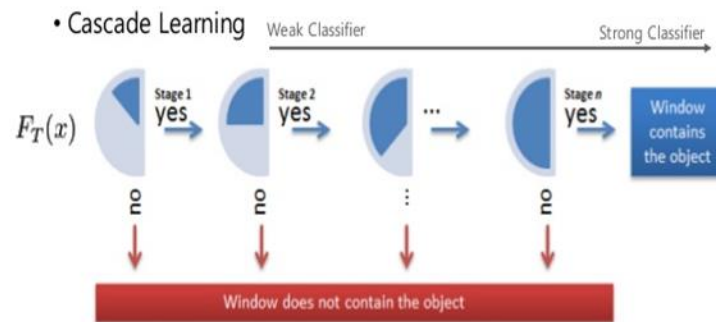 • Cascade Learning
Weak Classifier
Strong Classifier
F_T(x)
Stage 1
yes
Stage 2
yes
...
Stage n
yes
Window
contains
the object
no
no
...
no
Window does not contain the object